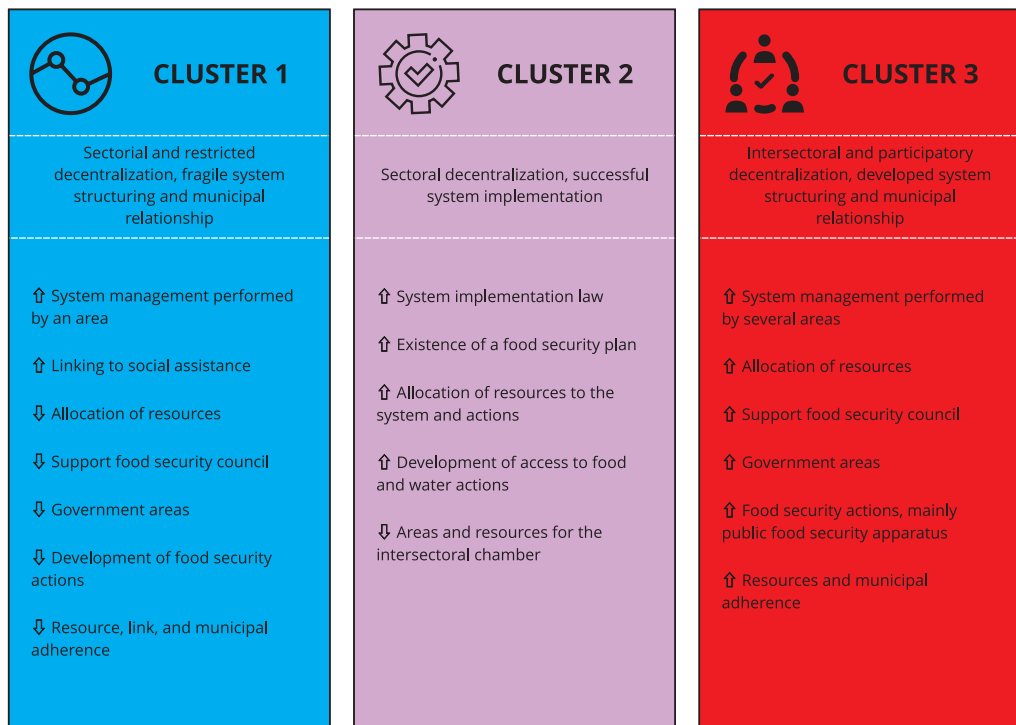 CLUSTER 1
Sectorial and restricted
decentralization, fragile system
structuring and municipal
relationship
⇧ System management performed
by an area
⇧ Linking to social assistance
⇩ Allocation of resources
⇩ Support food security council
⇩ Government areas
⇩ Development of food security
actions
⇩ Resource, link, and municipal
adherence
CLUSTER 2
Sectoral decentralization, successful
system implementation
⇧ System implementation law
⇧ Existence of a food security plan
⇧ Allocation of resources to the
system and actions
⇧ Development of access to food
and water actions
⇩ Areas and resources for the
intersectoral chamber
CLUSTER 3
Intersectoral and participatory
decentralization, developed system
structuring and municipal
relationship
⇧ System management performed
by several areas
⇧ Allocation of resources
⇧ Support food security council
⇧ Government areas
⇧ Food security actions, mainly
public food security apparatus
⇧ Resources and municipal
adherence